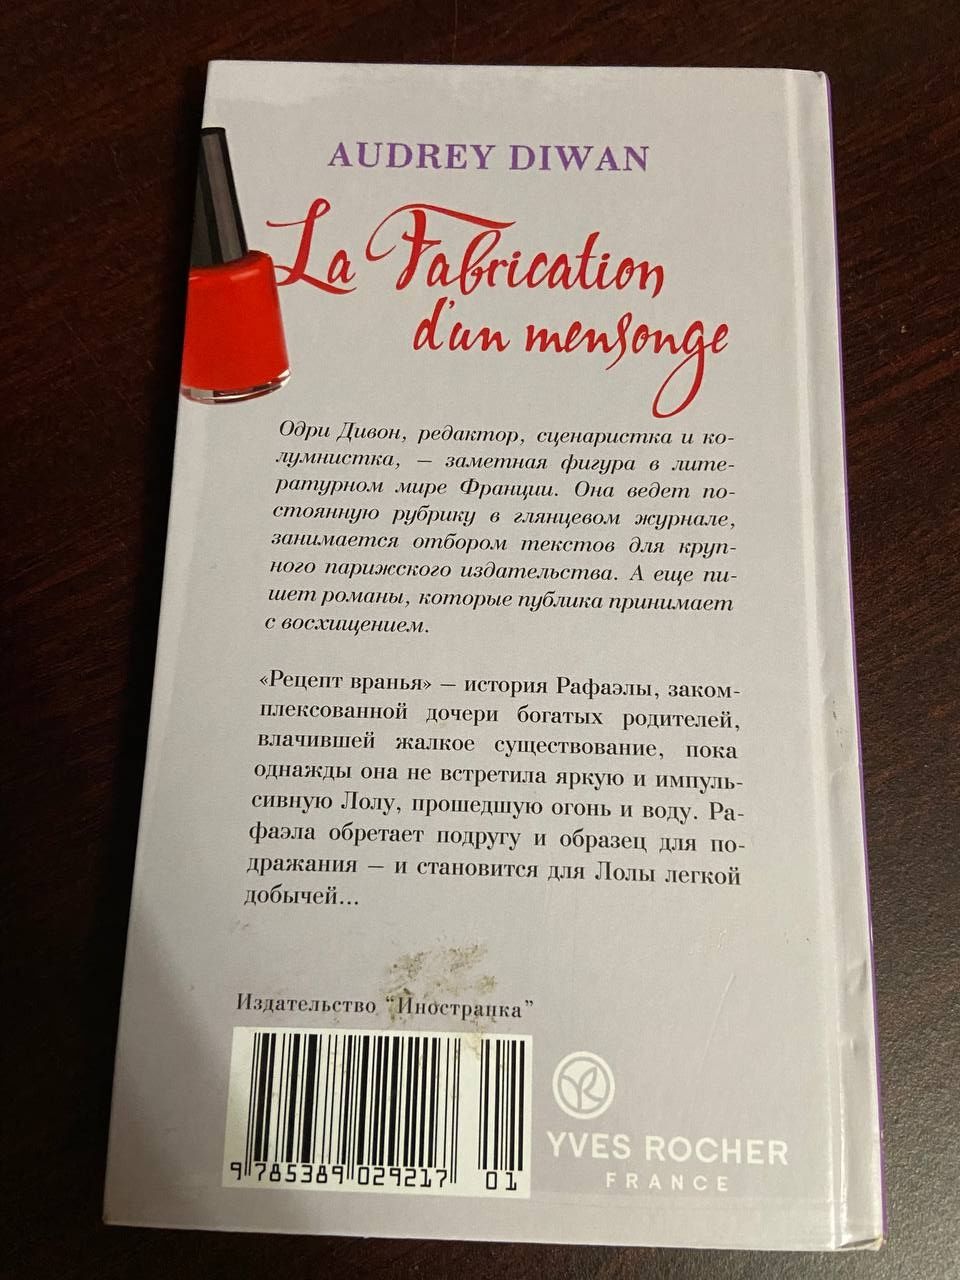 AUDREY DIWAN
La Fabrication
d'un mensonge
Одри Дивон, редактор, сценаристка и ко-
лумнистка, — заметная фигура в лите-
ратурном мире Франции. Она ведет по-
стоянную рубрику в глянцевом журнале,
занимается отбором текстов для круп-
ного парижского издательства. А еще пи-
шет романы, которые публика принимает
с восхищением.
«Рецепт вранья» — история Рафаэлы, заком-
плексованной дочери богатых родителей,
влачившей жалкое существование, пока
однажды она не встретила яркую и импуль-
сивную Лолу, прошедшую огонь и воду. Ра-
фаэла обретает подругу и образец для по-
дражания — и становится для Лолы легкой
добычей...
Издательство "Иностранка"
9 785389 029217 01
YR
YVES ROCHER
FRANCE